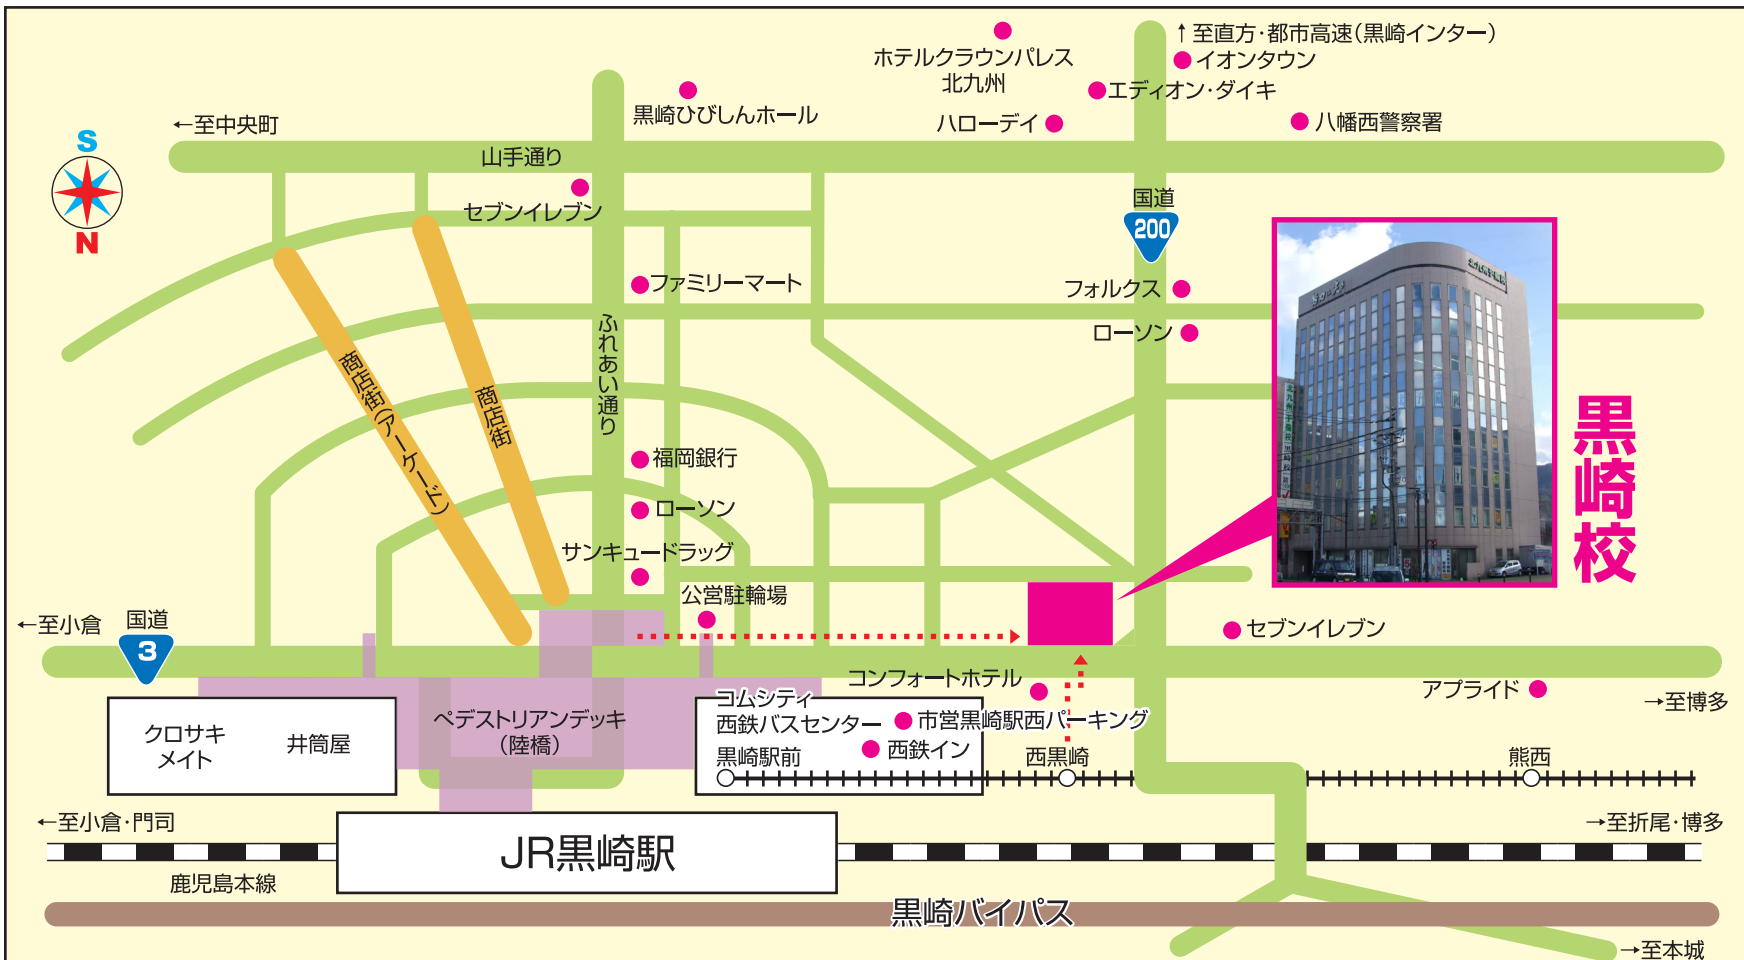 ↑至直方・都市高速(黒崎インター)
ホテルクラウンパレス
北九州
イオンタウン
エディオン・ダイキ
黒崎ひびしんホール
ハローデイ
八幡西警察署
←至中央町
S
N
山手通り
セブンイレブン
国道
200
ファミリーマート
フォルクス
ローソン
ふれあい通り
商店街(アーケード)
商店街
黒崎校
福岡銀行
ローソン
サンキュードラッグ
公営駐輪場
←至小倉
国道
3
セブンイレブン
コンフォートホテル
アプライド
→至博多
クロサキ
メイト
井筒屋
ペデストリアンデッキ
(陸橋)
コムシティ
西鉄バスセンター
市営黒崎駅西パーキング
黒崎駅前
西鉄イン
西黒崎
熊西
←至小倉・門司
→至折尾・博多
JR黒崎駅
鹿児島本線
黒崎バイパス
→至本城